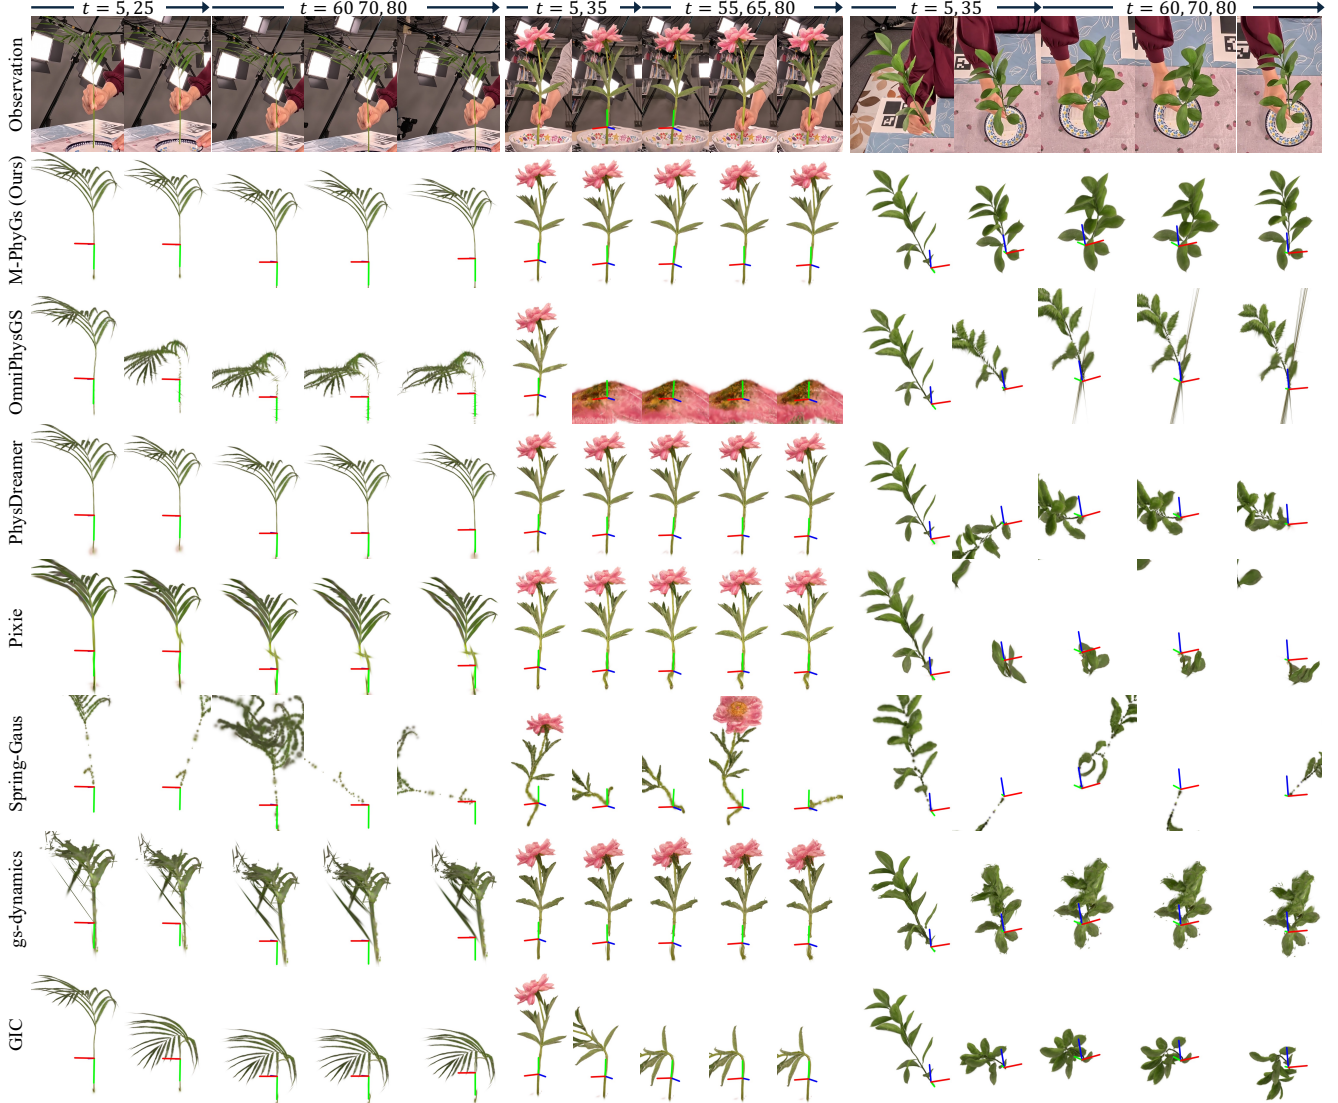 t = 5, 25
t = 60 70, 80
t = 5, 35
t = 55, 65, 80
t = 5, 35
t = 60, 70, 80
Observation
M-PhyGs (Ours)
OmniPhysGS
PhysDreamer
Pixie
Spring-Gaus
gs-dynamics
GIC